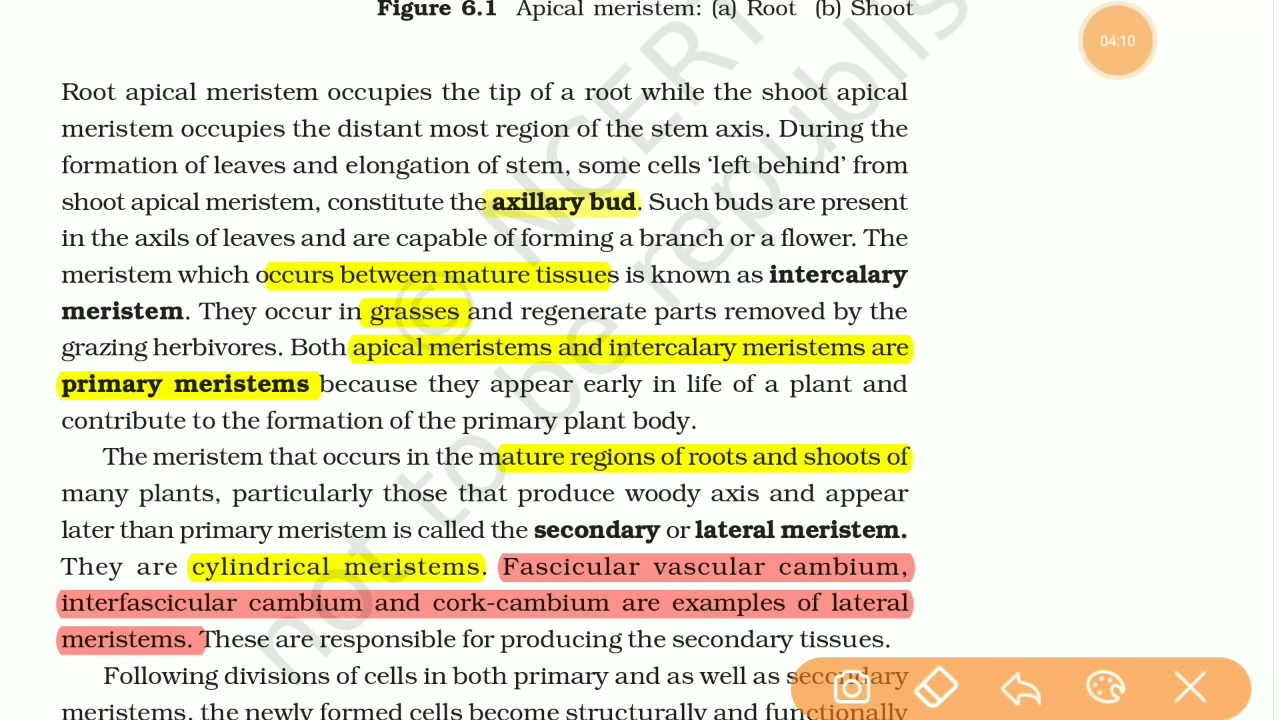 Figure 6.1 Apical meristem: (a) Root (b) Shoot
04:10
Root apical meristem occupies the tip of a root while the shoot apical
meristem occupies the distant most region of the stem axis. During the
formation of leaves and elongation of stem, some cells ‘left behind’ from
shoot apical meristem, constitute the axillary bud. Such buds are present
in the axils of leaves and are capable of forming a branch or a flower. The
meristem which occurs between mature tissues is known as intercalary
meristem. They occur in grasses and regenerate parts removed by the
grazing herbivores. Both apical meristems and intercalary meristems are
primary meristems because they appear early in life of a plant and
contribute to the formation of the primary plant body.
The meristem that occurs in the mature regions of roots and shoots of
many plants, particularly those that produce woody axis and appear
later than primary meristem is called the secondary or lateral meristem.
They are cylindrical meristems. Fascicular vascular cambium,
interfascicular cambium and cork-cambium are examples of lateral
meristems. These are responsible for producing the secondary tissues.
Following divisions of cells in both primary and as well as secondary
meristems, the newly formed cells become structurally and functionally
© NCERT
not to be republis